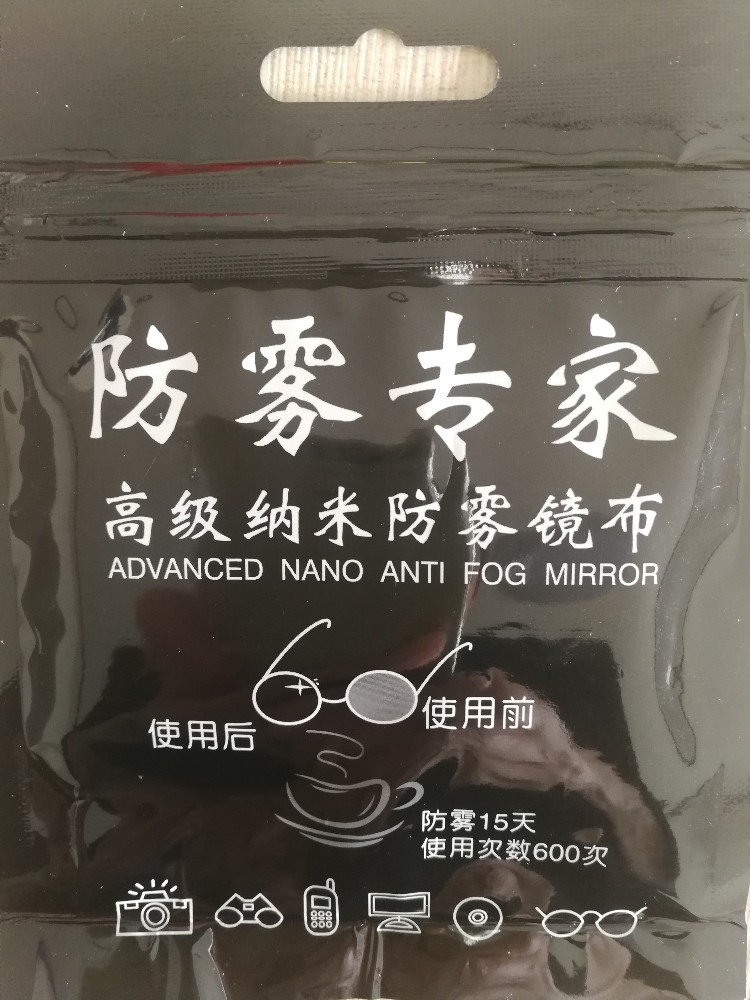 防雾专家
高级纳米防雾镜布
ADVANCED NANO ANTI FOG MIRROR
使用前
使用后
防雾15天
使用次数600次